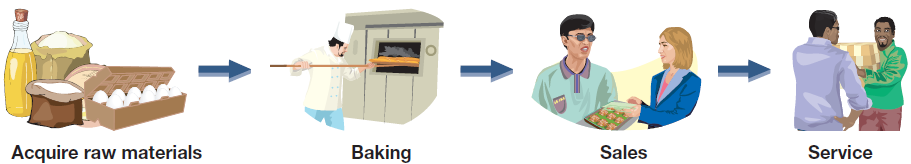 Acquire raw materials
Baking
Sales
Service